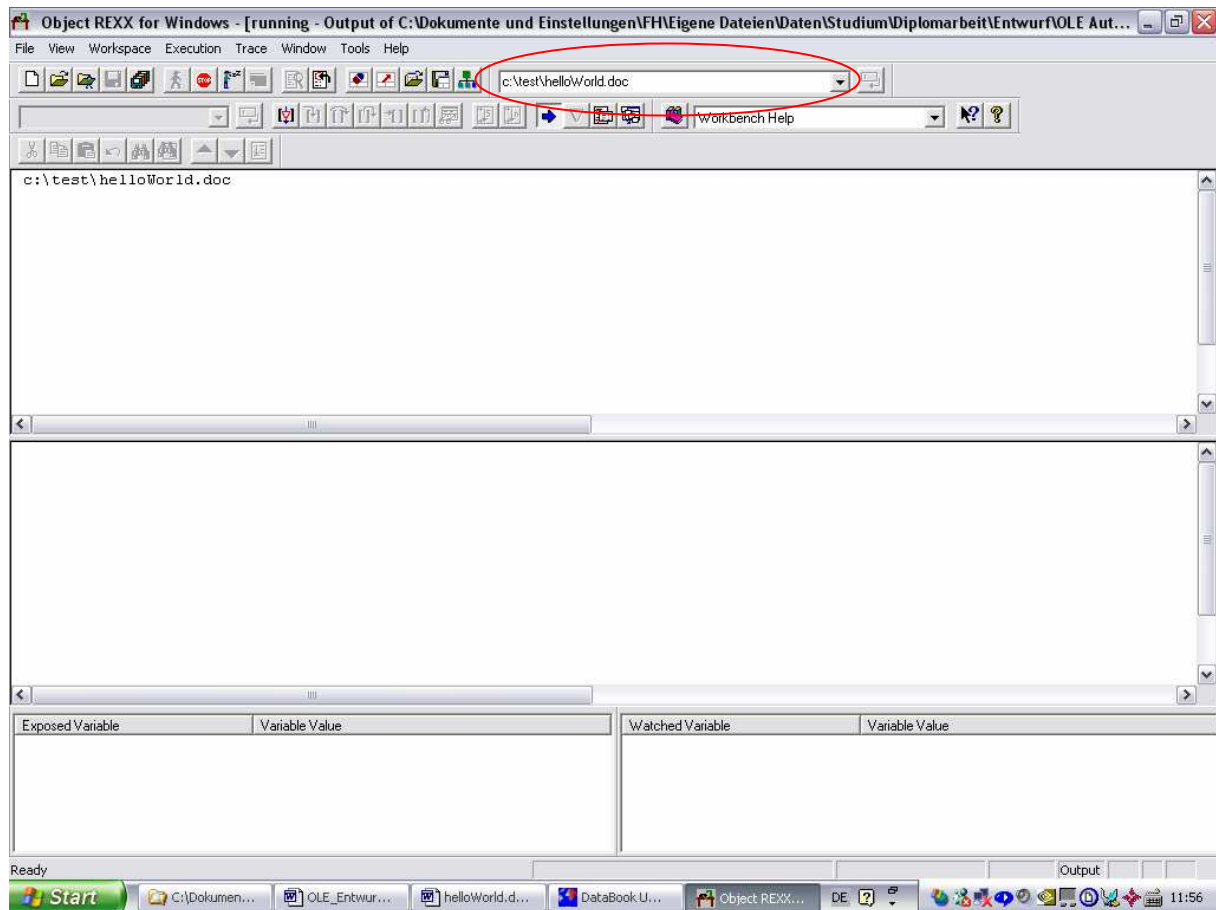 Object REXX for Windows - [running - Output of C:\Dokumente und Einstellungen\FH\Eigene Dateien\Daten\Studium\Diplomarbeit\Entwurf\OLE Aut...
File View Workspace Execution Trace Window Tools Help
c:\test\helloWorld.doc
Workbench Help
c:\test\helloWorld.doc
Exposed Variable Variable Value Watched Variable Variable Value
Ready Output
Start C:\Dokumen... OLE_Entwur... helloWorld.d... DataBook U... Object REXX... DE 11:56